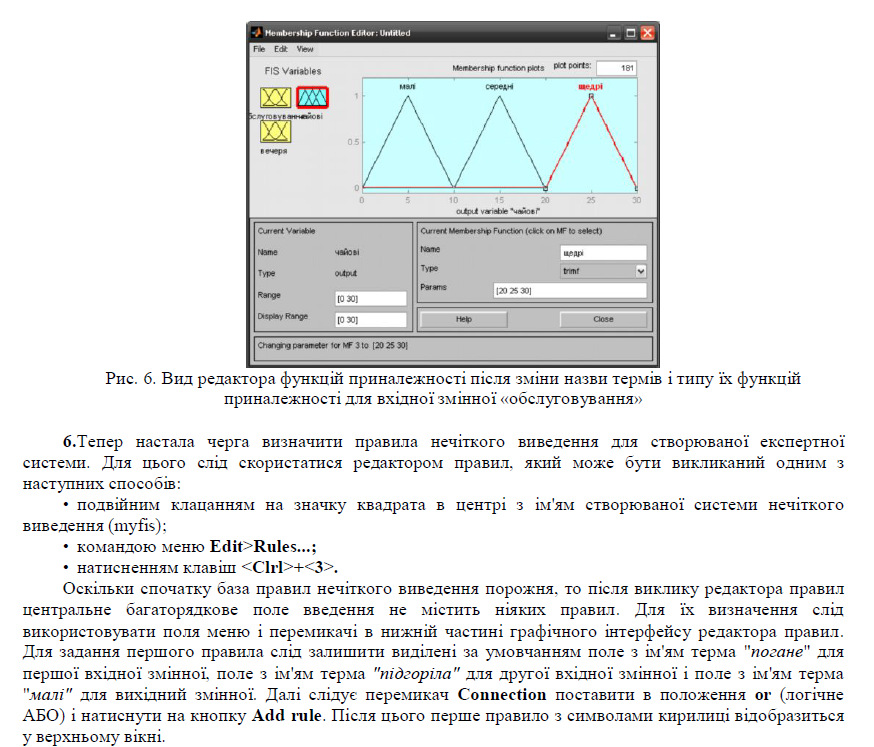 Membership Function Editor: Untitled
File Edit View
FIS Variables
Membership function plots
plot points:
181
обслуговування
чайові
вечеря
малі
середні
щедрі
1
0.5
0
0 5 10 15 20 25 30
output variable "чайові"
Current Variable
Name чайові
Type output
Range [0 30]
Display Range [0 30]
Current Membership Function (click on MF to select)
Name щедрі
Type trimf
Params [20 25 30]
Help Close
Changing parameter for MF 3 to [20 25 30]
Рис. 6. Вид редактора функцій приналежності після зміни назви термів і типу їх функцій
приналежності для вхідної змінної «обслуговування»
6.Тепер настала черга визначити правила нечіткого виведення для створюваної експертної
системи. Для цього слід скористатися редактором правил, який може бути викликаний одним з
наступних способів:
• подвійним клацанням на значку квадрата в центрі з ім'ям створюваної системи нечіткого
виведення (myfis);
• командою меню Edit>Rules...;
• натисненням клавіш <Clrl>+<3>.
Оскільки спочатку база правил нечіткого виведення порожня, то після виклику редактора правил
центральне багаторядкове поле введення не містить ніяких правил. Для їх визначення слід
використовувати поля меню і перемикачі в нижній частині графічного інтерфейсу редактора правил.
Для задання першого правила слід залишити виділені за умовчанням поле з ім'ям терма "погане" для
першої вхідної змінної, поле з ім'ям терма "підгоріла" для другої вхідної змінної і поле з ім'ям терма
"малі" для вихідний змінної. Далі слідує перемикач Connection поставити в положення or (логічне
АБО) і натиснути на кнопку Add rule. Після цього перше правило з символами кирилиці відобразиться
у верхньому вікні.